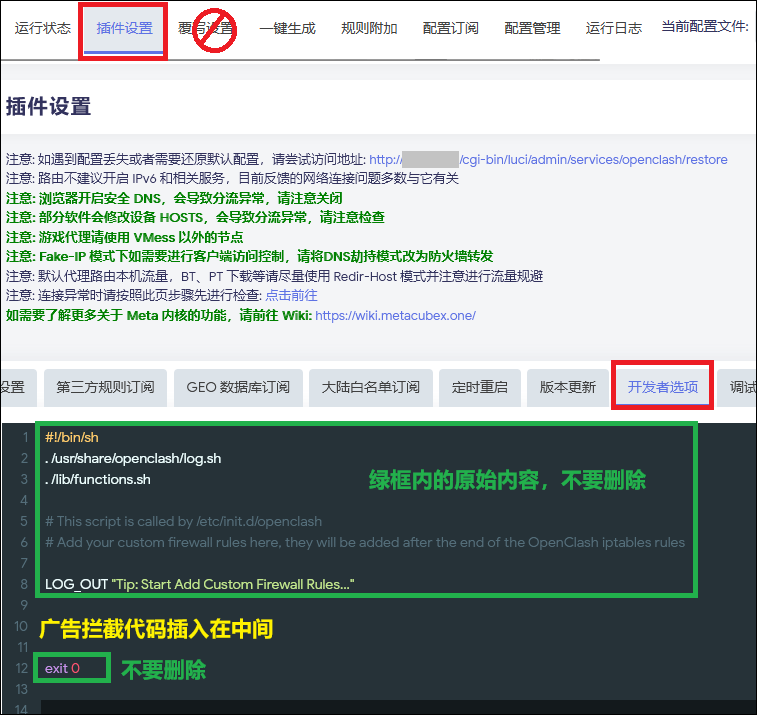 运行状态 插件设置 覆写设置 一键生成 规则附加 配置订阅 配置管理 运行日志 当前配置文件:
插件设置
注意: 如遇到配置丢失或者需要还原默认配置，请尝试访问地址: http:// /cgi-bin/luci/admin/services/openclash/restore
注意: 路由不建议开启 IPv6 和相关服务，目前反馈的网络连接问题多数与它有关
注意: 浏览器开启安全 DNS，会导致分流异常，请注意关闭
注意: 部分软件会修改设备 HOSTS，会导致分流异常，请注意检查
注意: 游戏代理请使用 VMess 以外的节点
注意: Fake-IP 模式下如需要进行客户端访问控制，请将DNS劫持模式改为防火墙转发
注意: 默认代理路由本机流量，BT、PT 下载等请尽量使用 Redir-Host 模式并注意进行流量规避
注意: 连接异常时请按照此页步骤先进行检查: 点击前往
如需要了解更多关于 Meta 内核的功能，请前往 Wiki: https://wiki.metacubex.one/
设置 第三方规则订阅 GEO 数据库订阅 大陆白名单订阅 定时重启 版本更新 开发者选项 调试
1 #!/bin/sh
2 . /usr/share/openclash/log.sh
3 . /lib/functions.sh
绿框内的原始内容，不要删除
4
5 # This script is called by /etc/init.d/openclash
6 # Add your custom firewall rules here, they will be added after the end of the OpenClash iptables rules
7
8 LOG_OUT "Tip: Start Add Custom Firewall Rules..."
9
10 广告拦截代码插入在中间
11
12 exit 0 不要删除
13
14